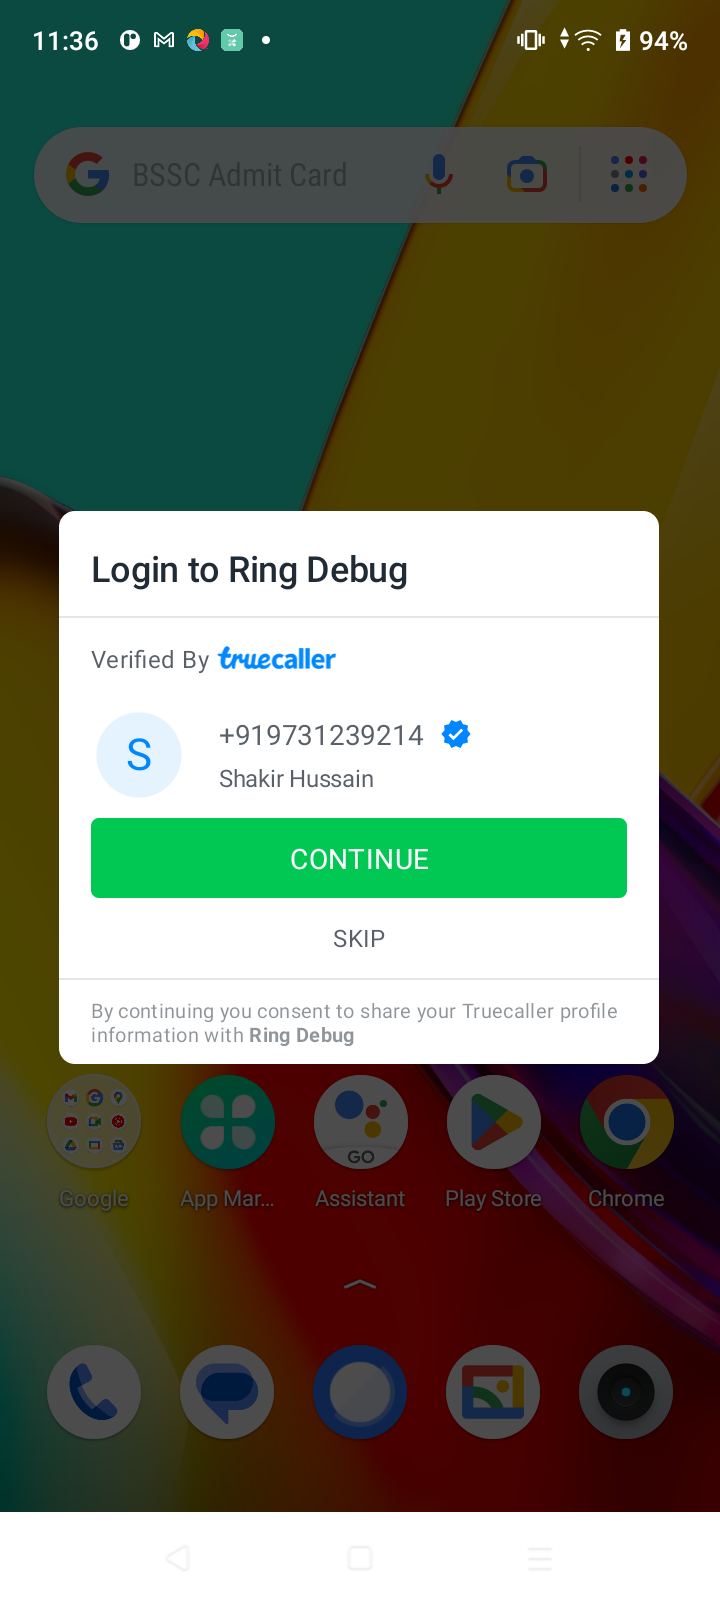 11:36
94%
BSSC Admit Card
Login to Ring Debug
Verified By truecaller
S
+919731239214
Shakir Hussain
CONTINUE
SKIP
By continuing you consent to share your Truecaller profile
information with Ring Debug
GO
Google
App Mar...
Assistant
Play Store
Chrome